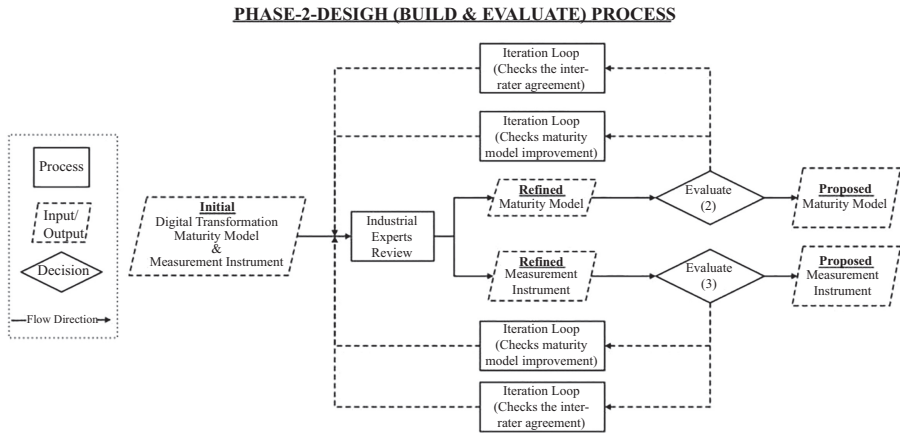 PHASE-2-DESIGH (BUILD & EVALUATE) PROCESS
Iteration Loop
(Checks the inter-
rater agreement)
Iteration Loop
(Checks maturity
model improvement)
Process
Input/
Output
Decision
Flow Direction
Initial
Digital Transformation
Maturity Model
&
Measurement Instrument
Industrial
Experts
Review
Refined
Maturity Model
Evaluate
(2)
Proposed
Maturity Model
Refined
Measurement
Instrument
Evaluate
(3)
Proposed
Measurement
Instrument
Iteration Loop
(Checks maturity
model improvement)
Iteration Loop
(Checks the inter-
rater agreement)